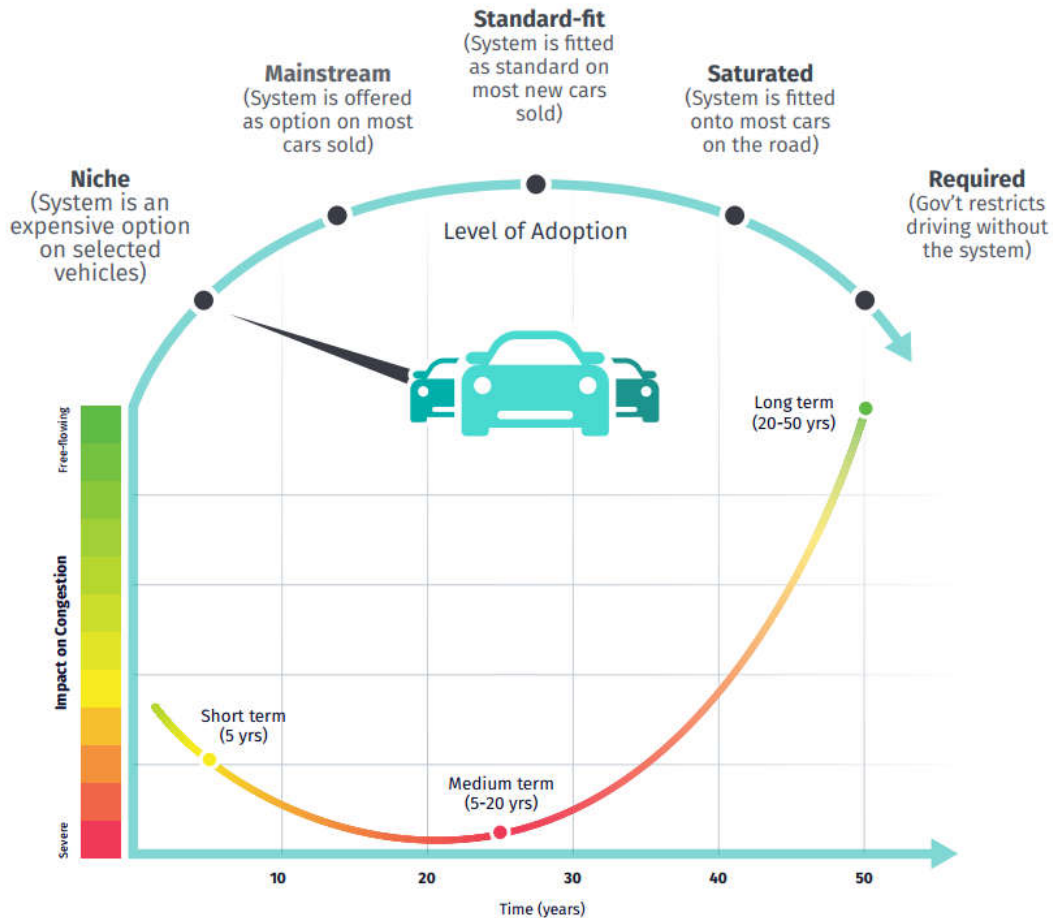 Standard-fit
(System is fitted
as standard on
most new cars
sold)
Mainstream
(System is offered
as option on most
cars sold)
Saturated
(System is fitted
onto most cars
on the road)
Niche
(System is an
expensive option
on selected
vehicles)
Required
(Gov't restricts
driving without
the system)
Level of Adoption
Free-flowing
Impact on Congestion
Severe
Long term
(20-50 yrs)
Short term
(5 yrs)
Medium term
(5-20 yrs)
10 20 30 40 50
Time (years)